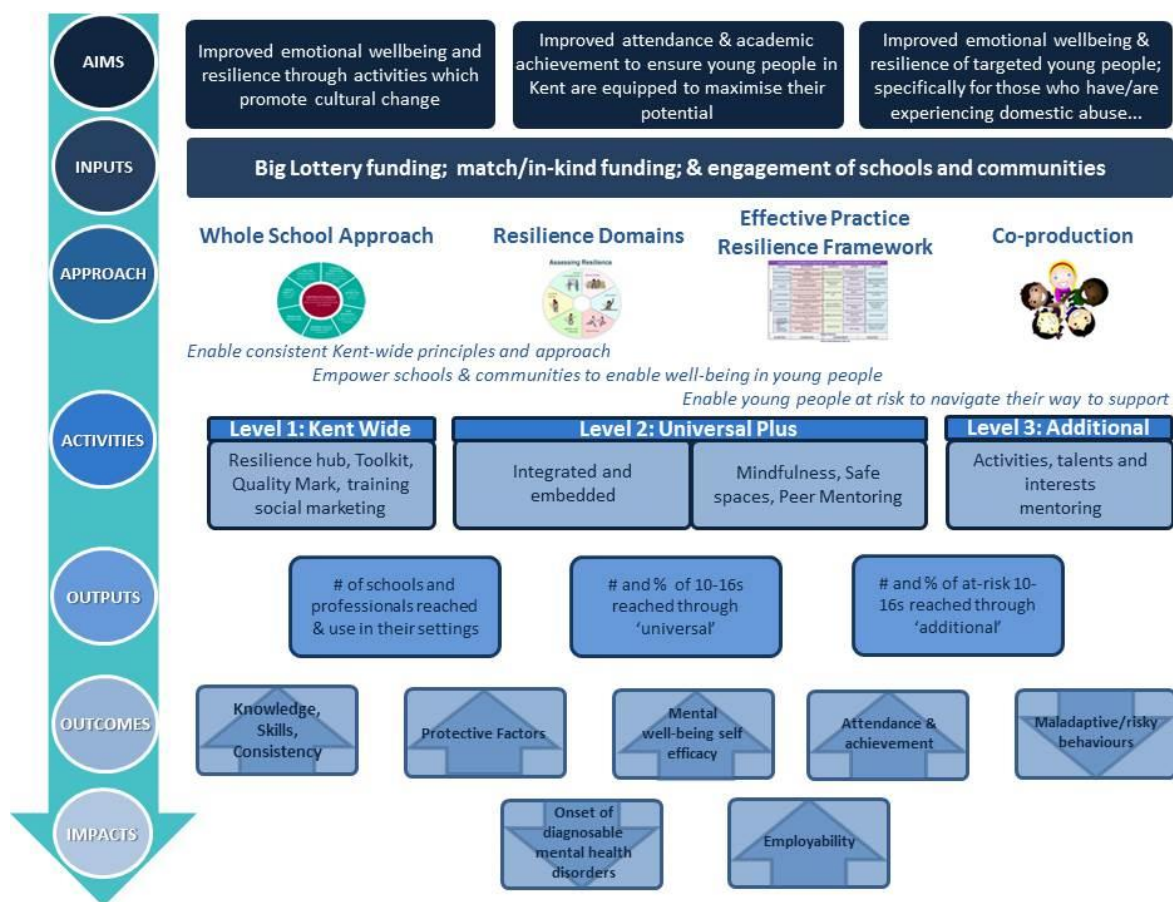 AIMS
Improved emotional wellbeing and
resilience through activities which
promote cultural change
Improved attendance & academic
achievement to ensure young people in
Kent are equipped to maximise their
potential
Improved emotional wellbeing &
resilience of targeted young people;
specifically for those who have/are
experiencing domestic abuse...
INPUTS
Big Lottery funding; match/in-kind funding; & engagement of schools and communities
APPROACH
Whole School Approach
Resilience Domains
Assessing Resilience
Effective Practice
Resilience Framework
Co-production
Enable consistent Kent-wide principles and approach
Empower schools & communities to enable well-being in young people
Enable young people at risk to navigate their way to support
ACTIVITIES
Level 1: Kent Wide
Resilience hub, Toolkit,
Quality Mark, training
social marketing
Level 2: Universal Plus
Integrated and
embedded
Mindfulness, Safe
spaces, Peer Mentoring
Level 3: Additional
Activities, talents and
interests
mentoring
OUTPUTS
# of schools and
professionals reached
& use in their settings
# and % of 10-16s
reached through
‘universal’
# and % of at-risk 10-
16s reached through
‘additional’
OUTCOMES
Knowledge,
Skills,
Consistency
Protective Factors
Mental
well-being self
efficacy
Attendance &
achievement
Maladaptive/risky
behaviours
IMPACTS
Onset of
diagnosable
mental health
disorders
Employability